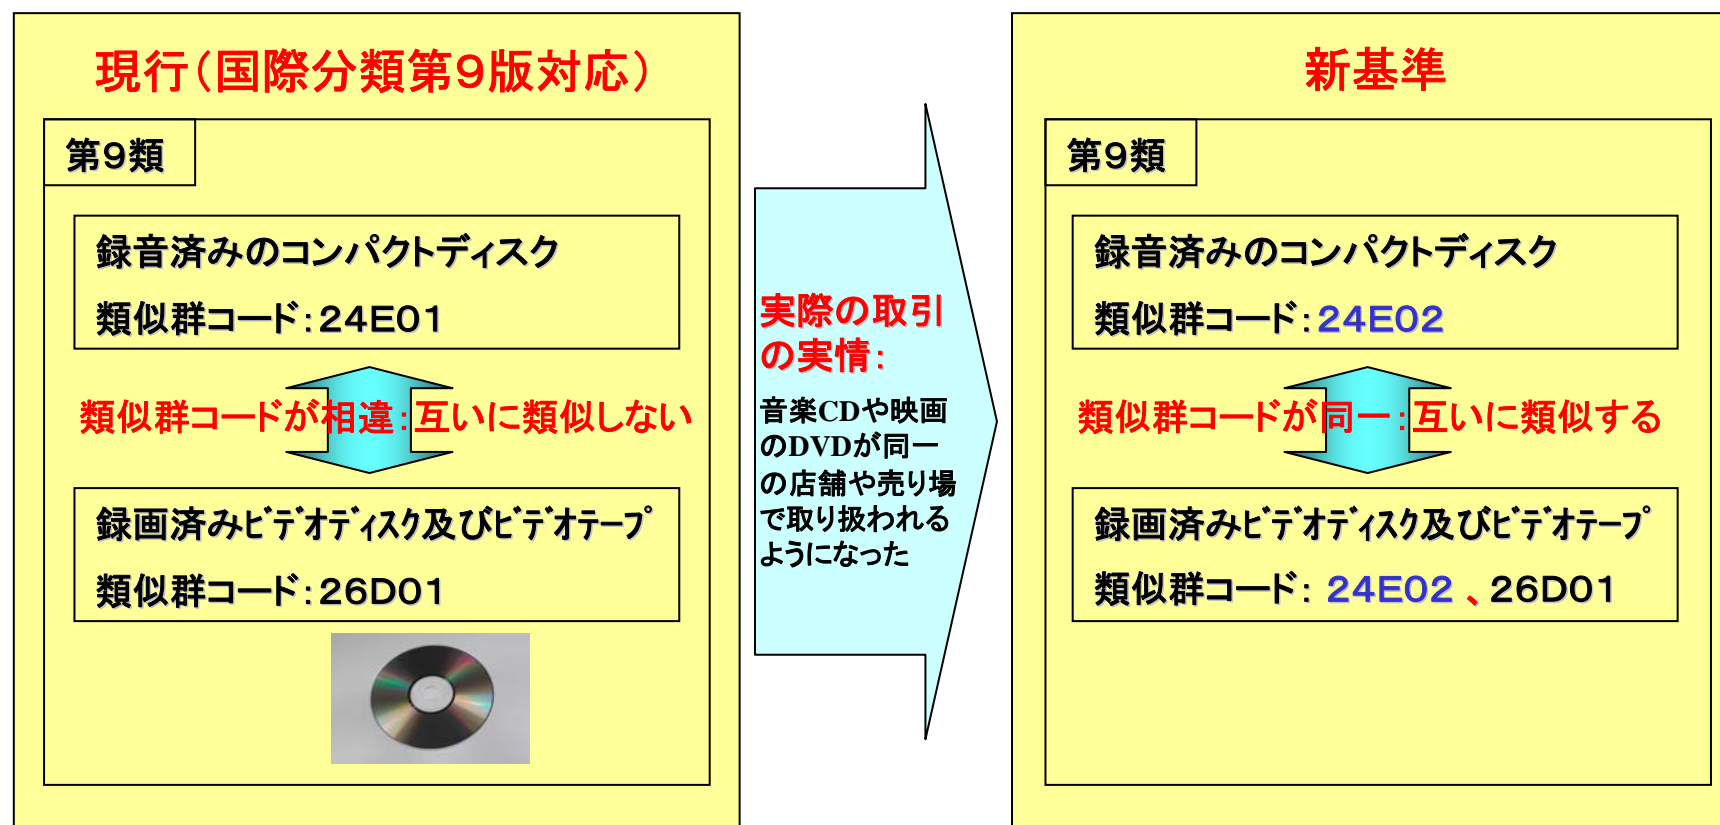 現行（国際分類第９版対応）
第９類
録音済みのコンパクトディスク
類似群コード：２４Ｅ０１
類似群コードが相違：互いに類似しない
録画済みﾋﾞﾃﾞｵﾃﾞｨｽｸ及びﾋﾞﾃﾞｵﾃｰﾌﾟ
類似群コード：２６Ｄ０１
実際の取引
の実情：
音楽CDや映画
のDVDが同一
の店舗や売り場
で取り扱われる
ようになった
新基準
第９類
録音済みのコンパクトディスク
類似群コード：２４Ｅ０２
類似群コードが同一：互いに類似する
録画済みﾋﾞﾃﾞｵﾃﾞｨｽｸ及びﾋﾞﾃﾞｵﾃｰﾌﾟ
類似群コード： ２４Ｅ０２ 、２６Ｄ０１